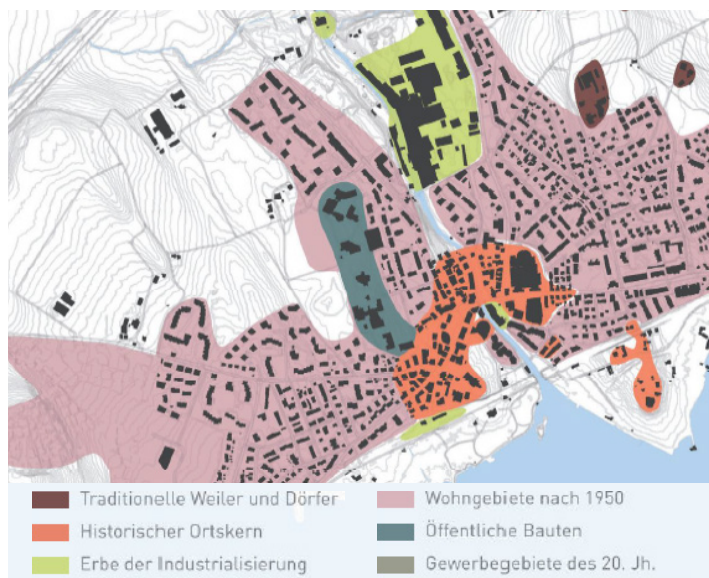 Traditionelle Weiler und Dörfer
Historischer Ortskern
Erbe der Industrialisierung
Wohngebiete nach 1950
Öffentliche Bauten
Gewerbegebiete des 20. Jh.